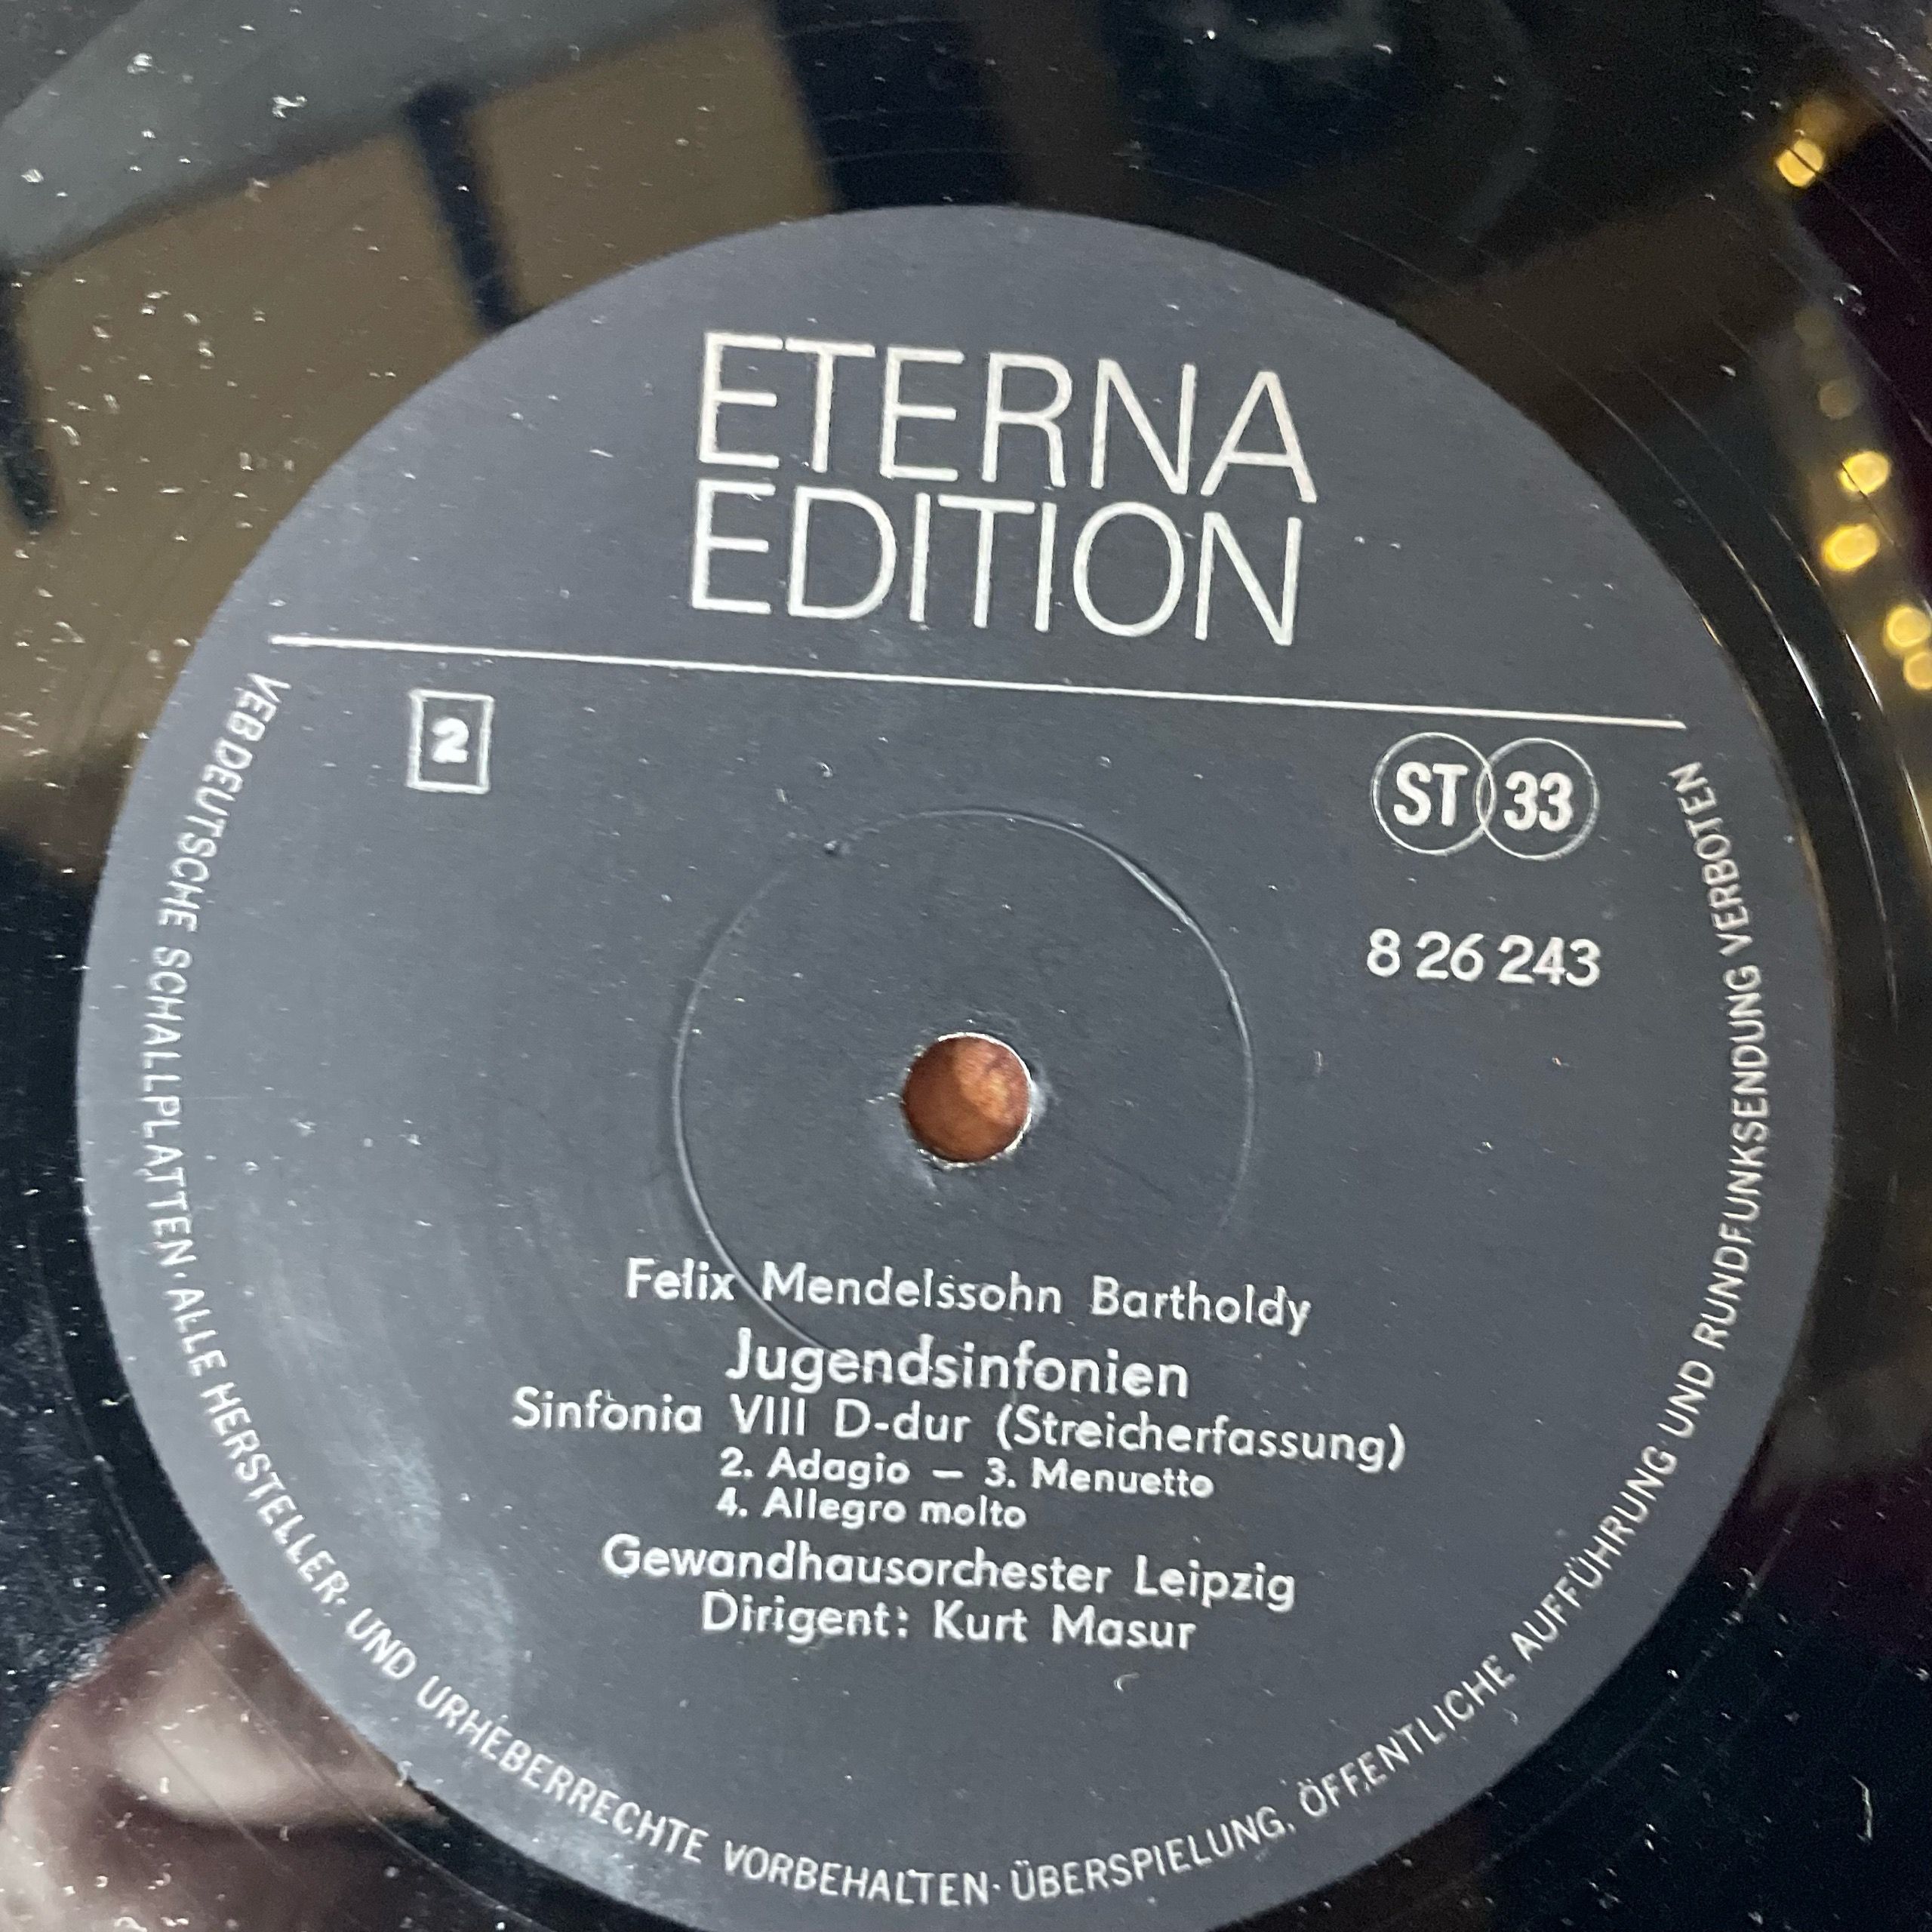 ETERNA
EDITION
2
ST 33
8 26 243
Felix Mendelssohn Bartholdy
Jugendsinfonien
Sinfonia VIII D-dur (Streicherfassung)
2. Adagio — 3. Menuetto
4. Allegro molto
Gewandhausorchester Leipzig
Dirigent: Kurt Masur
VEB DEUTSCHE SCHALLPLATTEN · ALLE HERSTELLER- UND URHEBERRECHTE VORBEHALTEN · ÜBERSPIELUNG, ÖFFENTLICHE AUFFÜHRUNG UND RUNDFUNKSENDUNG VERBOTEN